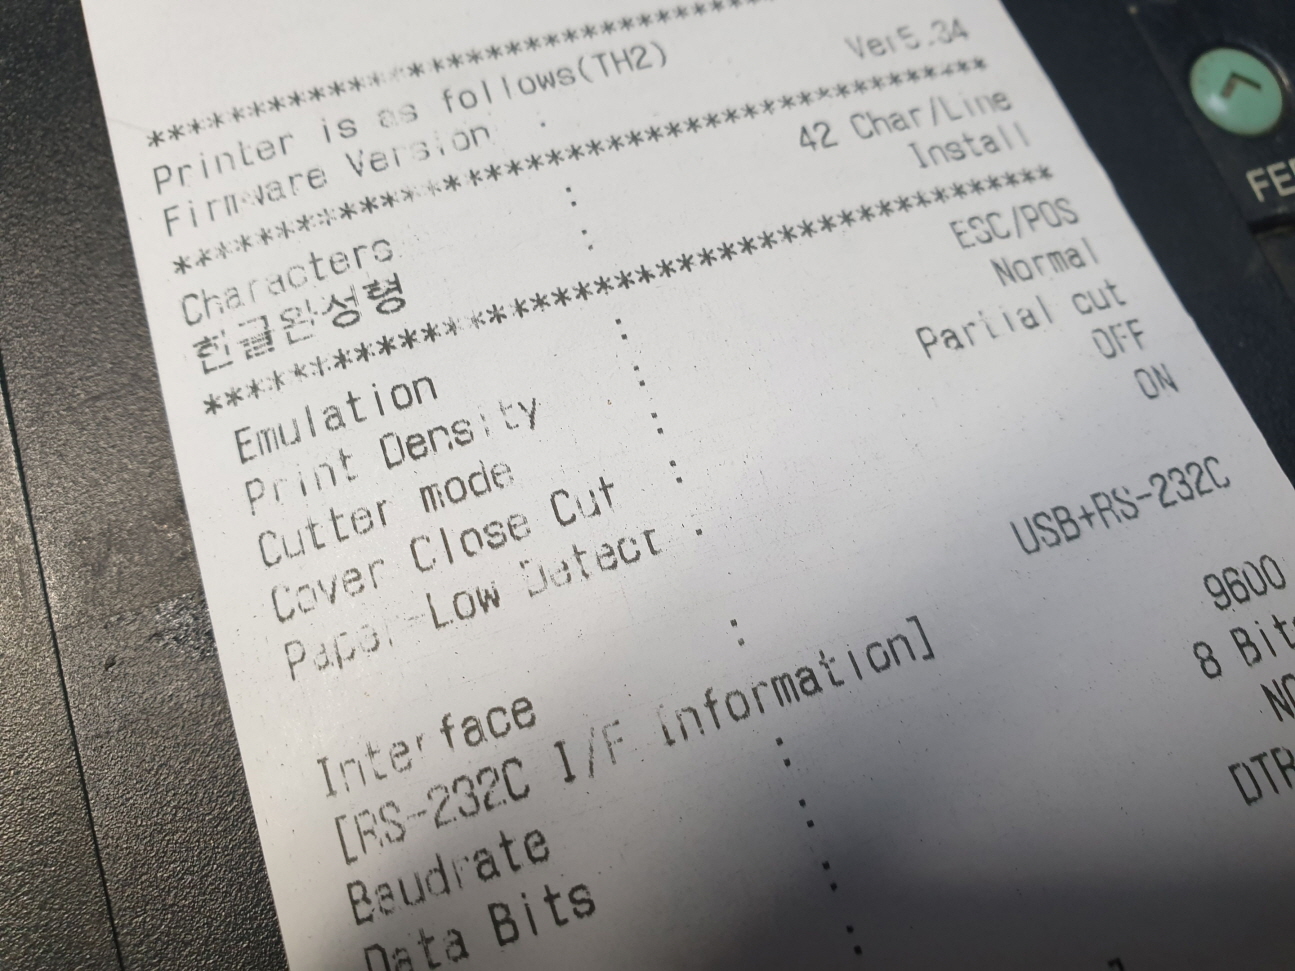 ****************************************
Printer is as follows(TH2)
Firmware Version : Ver5.34
****************************************
Characters : 42 Char/Line
한글완성형 : Install
****************************************
Emulation : ESC/POS
Print Density : Normal
Cutter mode : Partial cut
Cover Close Cut : OFF
Paper-Low Detect : ON
Interface : USB+RS-232C
[RS-232C I/F Information]
Baudrate : 9600
Data Bits : 8 Bits
DTR